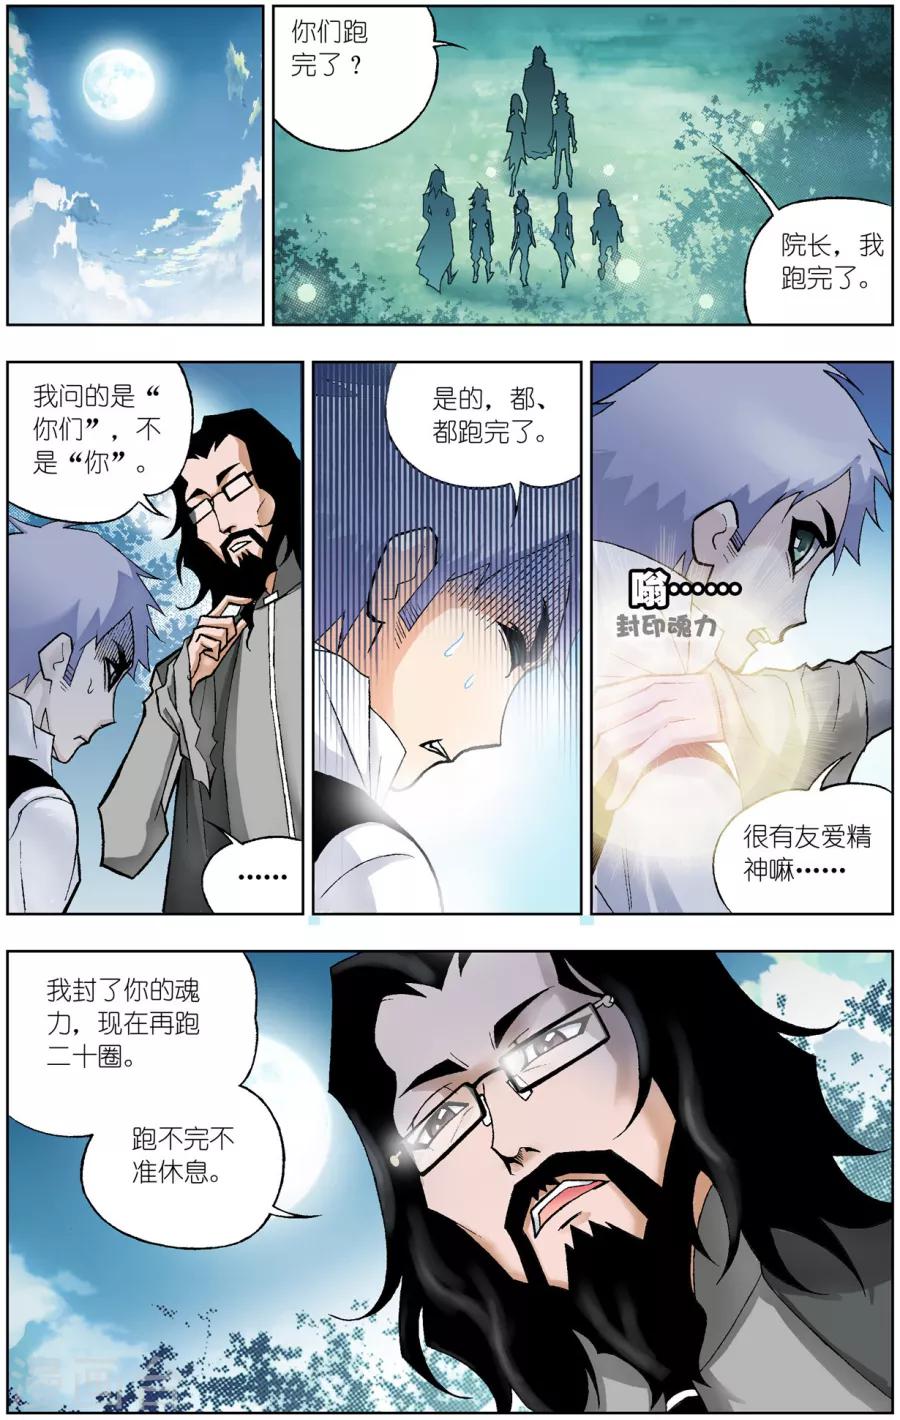 你们跑
完了？
院长，我
跑完了。
我问的是“
你们”，不
是“你”。
……
是的，都、
都跑完了。
嗡……
封印魂力
很有友爱精
神嘛……
我封了你的魂
力，现在再跑
二十圈。
跑不完不
准休息。
漫画台